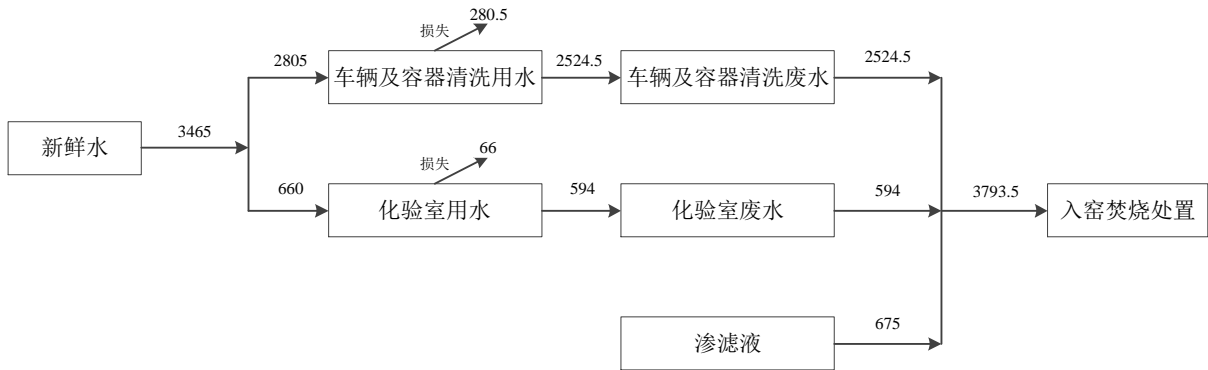 280.5
损失
2805
车辆及容器清洗用水
2524.5
车辆及容器清洗废水
2524.5
新鲜水
3465
66
损失
660
化验室用水
594
化验室废水
594
3793.5
入窑焚烧处置
渗滤液
675